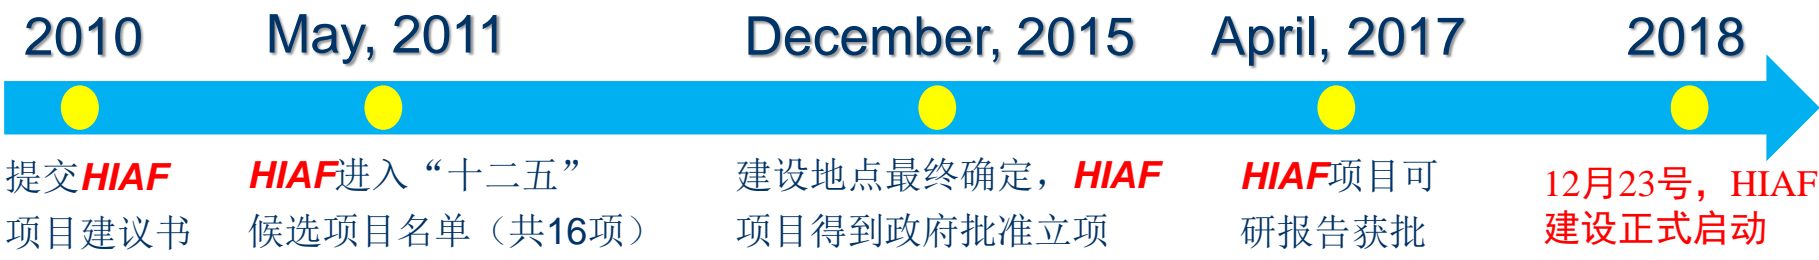 2010
May, 2011
December, 2015
April, 2017
2018
提交HIAF
项目建议书
HIAF进入“十二五”
候选项目名单（共16项）
建设地点最终确定，HIAF
项目得到政府批准立项
HIAF项目可
研报告获批
12月23号，HIAF
建设正式启动